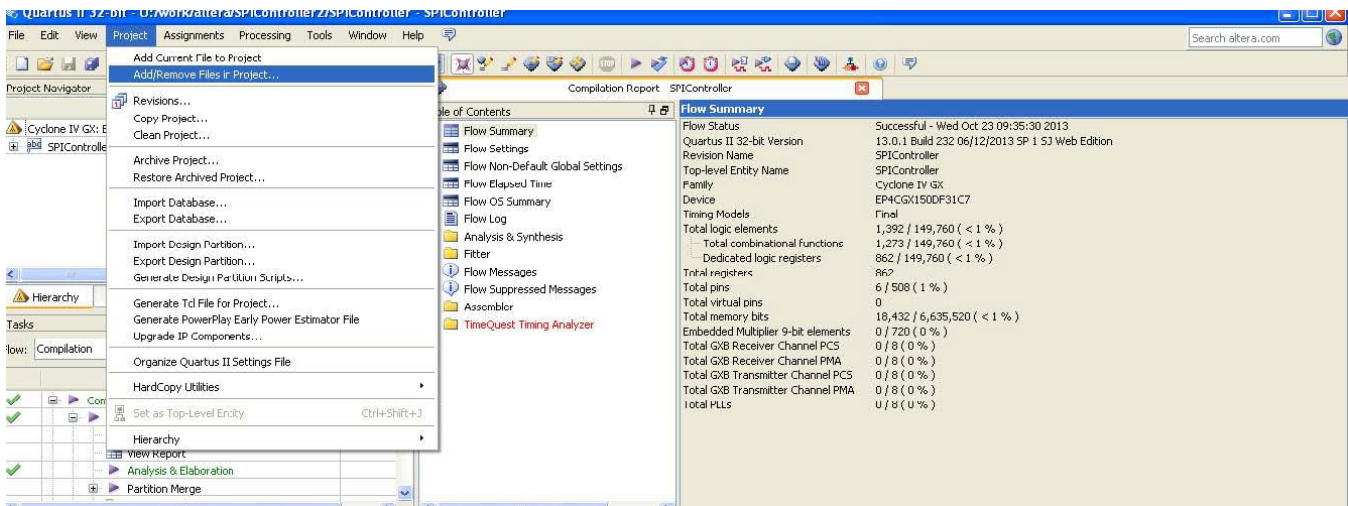 Quartus II 32-bit - D:/work/altera/SPIController2/SPIController - SPIController
File Edit View Project Assignments Processing Tools Window Help
Search altera.com
Add Current File to Project
Add/Remove Files in Project...
Revisions...
Copy Project...
Clean Project...
Archive Project...
Restore Archived Project...
Import Database...
Export Database...
Import Design Partition...
Export Design Partition...
Generate Design Partition Scripts...
Generate Tcl File for Project...
Generate PowerPlay Early Power Estimator File
Upgrade IP Components...
Organize Quartus II Settings File
HardCopy Utilities
Set as Top-Level Entity Ctrl+Shift+J
Hierarchy
Project Navigator
Cyclone IV GX: E
SPIControlle
Hierarchy
Tasks
Flow: Compilation
Com
View Report
Analysis & Elaboration
Partition Merge
Compilation Report SPIController
ble of Contents
Flow Summary
Flow Settings
Flow Non-Default Global Settings
Flow Elapsed Time
Flow OS Summary
Flow Log
Analysis & Synthesis
Fitter
Flow Messages
Flow Suppressed Messages
Assembler
TimeQuest Timing Analyzer
Flow Summary
Flow Status Successful - Wed Oct 23 09:35:30 2013
Quartus II 32-bit Version 13.0.1 Build 232 06/12/2013 SP 1 SJ Web Edition
Revision Name SPIController
Top-level Entity Name SPIController
Family Cyclone IV GX
Device EP4CGX150DF31C7
Timing Models Final
Total logic elements 1,392 / 149,760 ( < 1 % )
Total combinational functions 1,273 / 149,760 ( < 1 % )
Dedicated logic registers 862 / 149,760 ( < 1 % )
Total registers 862
Total pins 6 / 508 ( 1 % )
Total virtual pins 0
Total memory bits 18,432 / 6,635,520 ( < 1 % )
Embedded Multiplier 9-bit elements 0 / 720 ( 0 % )
Total GXB Receiver Channel PCS 0 / 8 ( 0 % )
Total GXB Receiver Channel PMA 0 / 8 ( 0 % )
Total GXB Transmitter Channel PCS 0 / 8 ( 0 % )
Total GXB Transmitter Channel PMA 0 / 8 ( 0 % )
Total PLLs 0 / 8 ( 0 % )